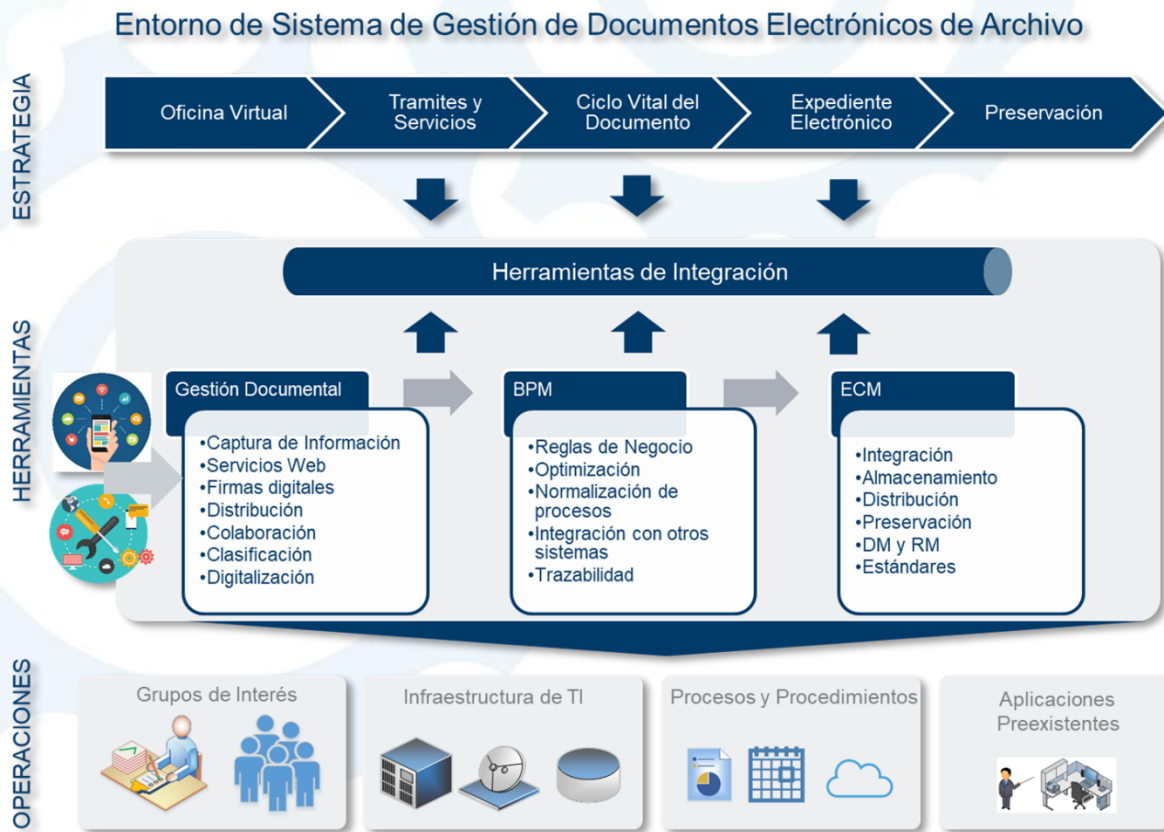 Entorno de Sistema de Gestión de Documentos Electrónicos de Archivo
ESTRATEGIA
Oficina Virtual
Tramites y
Servicios
Ciclo Vital del
Documento
Expediente
Electrónico
Preservación
HERRAMIENTAS
Herramientas de Integración
Gestión Documental
•Captura de Información
•Servicios Web
•Firmas digitales
•Distribución
•Colaboración
•Clasificación
•Digitalización
BPM
•Reglas de Negocio
•Optimización
•Normalización de
procesos
•Integración con otros
sistemas
•Trazabilidad
ECM
•Integración
•Almacenamiento
•Distribución
•Preservación
•DM y RM
•Estándares
OPERACIONES
Grupos de Interés
Infraestructura de TI
Procesos y Procedimientos
Aplicaciones
Preexistentes